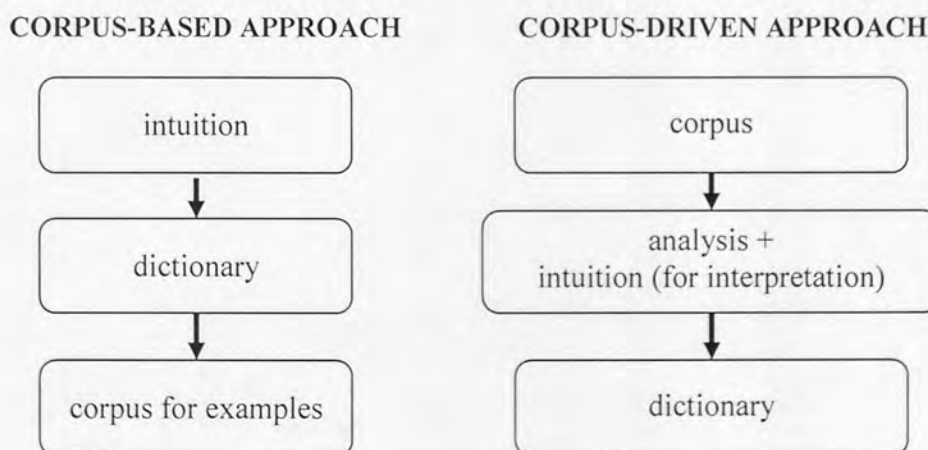 CORPUS-BASED APPROACH
intuition
dictionary
corpus for examples
CORPUS-DRIVEN APPROACH
corpus
analysis +
intuition (for interpretation)
dictionary